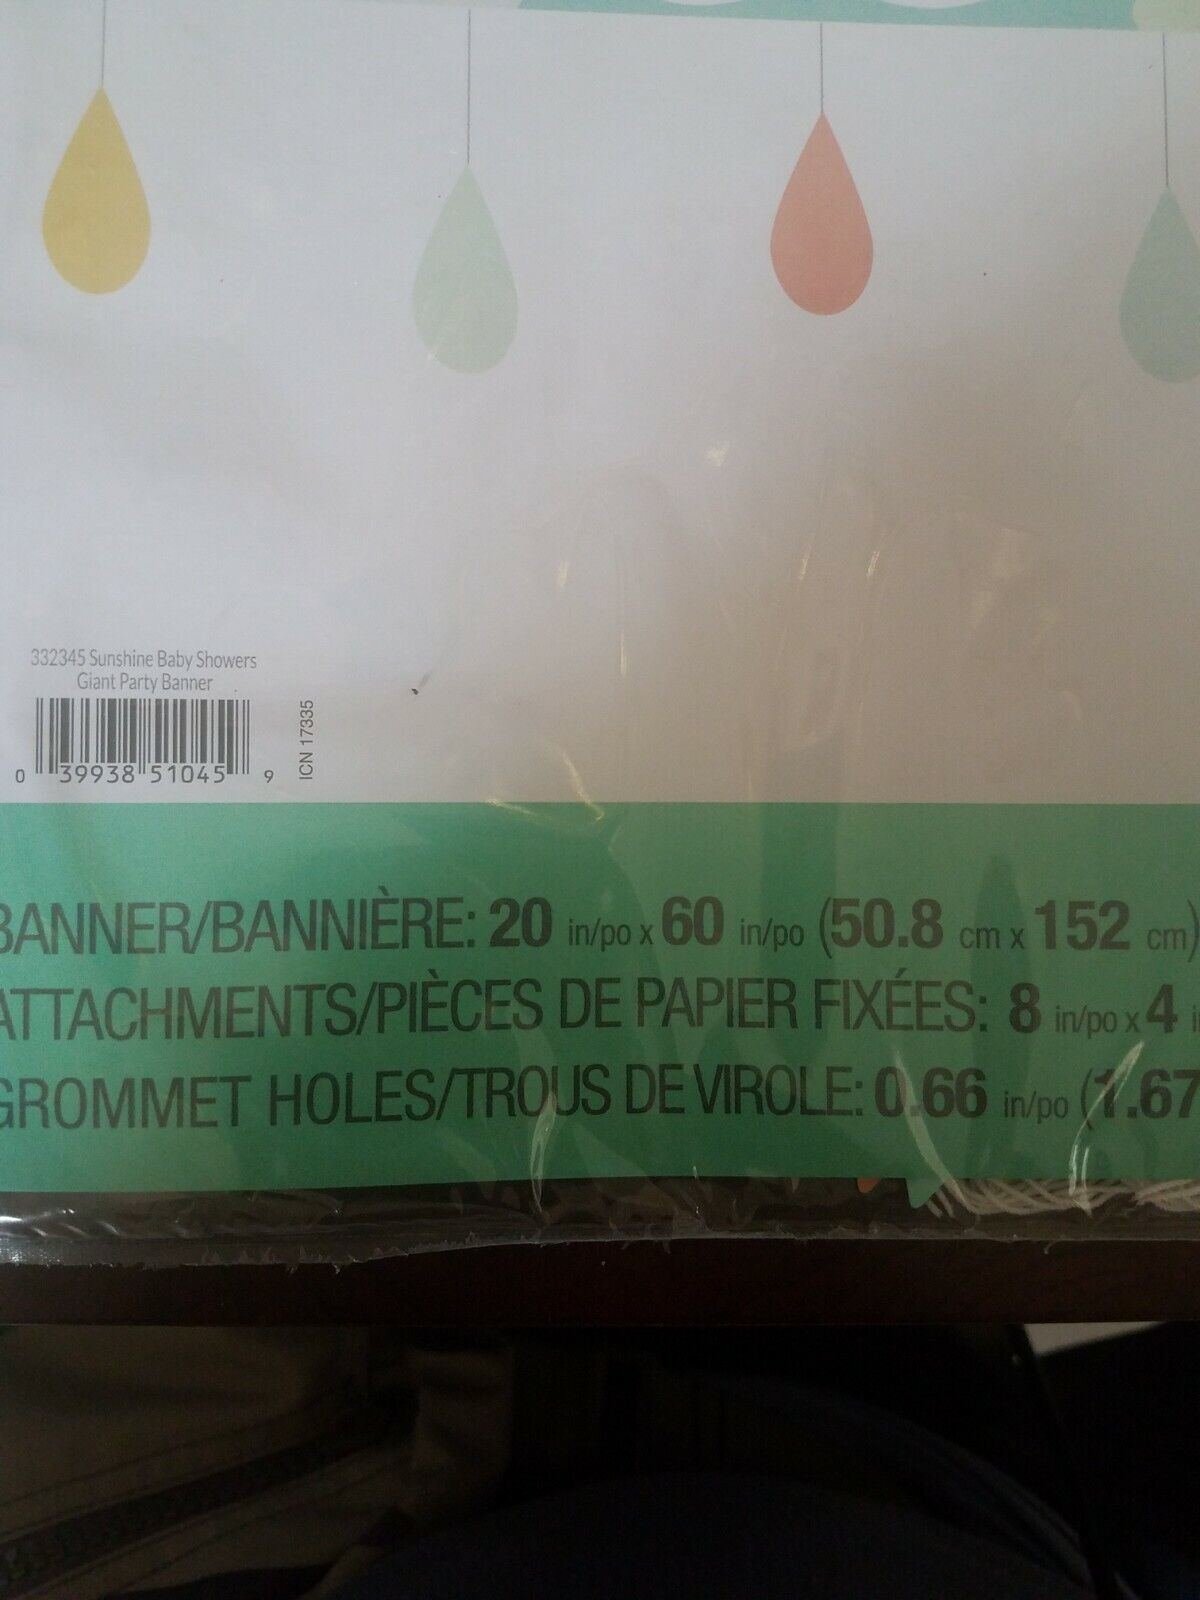 332345 Sunshine Baby Showers
Giant Party Banner
0 39938 51045 9
ICN 17335
BANNER/BANNIÈRE: 20 in/po x 60 in/po (50.8 cm x 152 cm)
ATTACHMENTS/PIÈCES DE PAPIER FIXÉES: 8 in/po x 4
GROMMET HOLES/TROUS DE VIROLE: 0.66 in/po (1.67